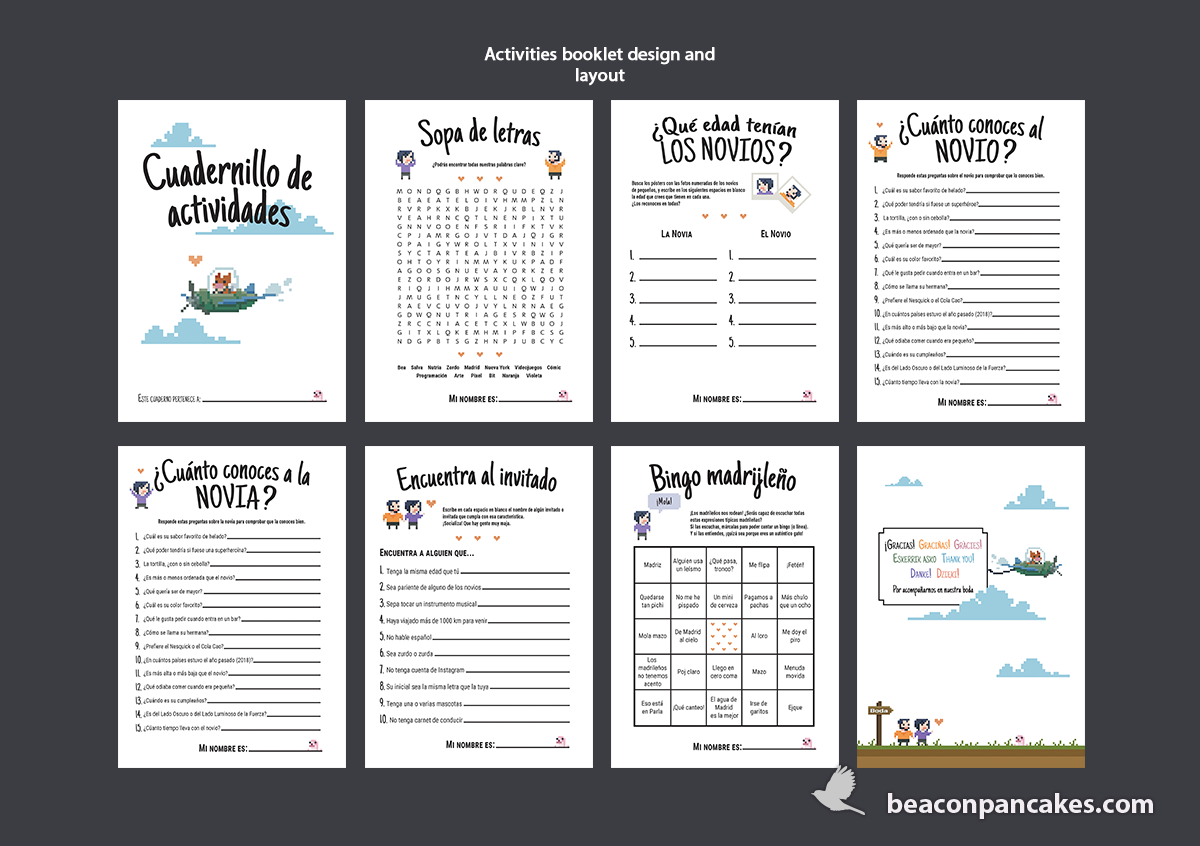 Activities booklet design and
layout
Cuadernillo de
actividades
Este cuaderno pertenece a:
Sopa de letras
¿Podrás encontrar todas nuestras palabras clave?
M O N D Q G B H W D R Q U D E Q Z J
B E A E A T E L O I V H M M P Z L N
V E A H R N C Q T L N E N P I X T U
G N N V O O E N F S R I I F K T V K
C P J A M R G O J V T D A J Q J G R
O P A I G Y W R O L T X V I N I V V
S Y C T A R T E A J B I V R B Z I P
O H T O Y R I N M M Y K U K P A D F
A G O O S G N U E V A Y O R K Z E R
E Z O R D O J R W S X C Q K L Q O V
R I Q J I H M M X A U U I Q W J J O
J M U G E T N C Y L L N E O Z F U T
R A E V C U V O J V Y L N R N A E G
G D W Q N U T R I A G E S R Q W G J
Z R C C N I A C E T C X L W B U O J
G I T X L Q K E M H M I P F B C S G
N D G P B T S G Z H N P J U B C Y C
Bea Salva Nutria Zordo Madrid Nueva York Videojuegos Cómic
Programación Arte Píxel Bit Naranja Violeta
Mi nombre es:
¿Qué edad tenían
LOS NOVIOS?
Busca los pósters con las fotos numeradas de los novios
de pequeños, y escribe en los siguientes espacios en blanco
la edad que crees que tienen en cada una.
¿Los reconoces en todas?
La Novia
El Novio
1. 1.
2. 2.
3. 3.
4. 4.
5. 5.
Mi nombre es:
¿Cuánto conoces al
NOVIO?
Responde estas preguntas sobre el novio para comprobar que lo conoces bien.
1. ¿Cuál es su sabor favorito de helado?
2. ¿Qué poder tendría si fuese un superhéroe?
3. La tortilla, ¿con o sin cebolla?
4. ¿Es más o menos ordenado que la novia?
5. ¿Qué quería ser de mayor?
6. ¿Cuál es su color favorito?
7. ¿Qué le gusta pedir cuando entra en un bar?
8. ¿Cómo se llama su hermana?
9. ¿Prefiere el Nesquick o el Cola Cao?
10. ¿En cuántos países estuvo el año pasado (2018)?
11. ¿Es más alto o más bajo que la novia?
12. ¿Qué odiaba comer cuando era pequeño?
13. ¿Cuándo es su cumpleaños?
14. ¿Es del Lado Oscuro o del Lado Luminoso de la Fuerza?
15. ¿Cúanto tiempo lleva con la novia?
Mi nombre es:
¿Cuánto conoces a la
NOVIA?
Responde estas preguntas sobre la novia para comprobar que la conoces bien.
1. ¿Cuál es su sabor favorito de helado?
2. ¿Qué poder tendría si fuese una superheroína?
3. La tortilla, ¿con o sin cebolla?
4. ¿Es más o menos ordenada que el novio?
5. ¿Qué quería ser de mayor?
6. ¿Cuál es su color favorito?
7. ¿Qué le gusta pedir cuando entra en un bar?
8. ¿Cómo se llama su hermana?
9. ¿Prefiere el Nesquick o el Cola Cao?
10. ¿En cuántos países estuvo el año pasado (2018)?
11. ¿Es más alta o más baja que el novio?
12. ¿Qué odiaba comer cuando era pequeña?
13. ¿Cuándo es su cumpleaños?
14. ¿Es del Lado Oscuro o del Lado Luminoso de la Fuerza?
15. ¿Cúanto tiempo lleva con el novio?
Mi nombre es:
Encuentra al invitado
Escribe en cada espacio en blanco el nombre de algún invitado o
invitada que cumpla con esa característica.
¡Socializa! Que hay gente muy maja.
Encuentra a alguien que...
1. Tenga la misma edad que tú
2. Sea pariente de alguno de los novios
3. Sepa tocar un instrumento musical
4. Haya viajado más de 1000 km para venir
5. No hable español
6. Sea zurdo o zurda
7. No tenga cuenta de Instagram
8. Su inicial sea la misma letra que la tuya
9. Tenga una o varias mascotas
10. No tenga carnet de conducir
Mi nombre es:
Bingo madrijleño
¡Mola!
¡Los madrileños nos rodean! ¿Serás capaz de escuchar todas
estas expresiones típicas madrileñas?
Si las escuchas, márcalas para poder cantar un bingo (o línea).
Y si las entiendes, ¡quizá sea porque eres un auténtico gato!
Madriz
Alguien usa
un leísmo
¿Qué pasa,
tronco?
Me flipa
¡Fetén!
Quedarse
tan pichi
No me he
pispado
Un mini
de cerveza
Pagamos a
pachas
Más chulo
que un ocho
Mola mazo
De Madrid
al cielo
Al loro
Me doy el
piro
Los
madrileños
no tenemos
acento
Poj claro
Llego en
cero coma
Mazo
Menuda
movida
Eso está
en Parla
¡Qué canteo!
El agua de
Madrid
es la mejor
Irse de
garitos
Ejque
Mi nombre es:
¡Gracias! Graciñas! Gràcies!
Eskerrik asko Thank you!
Danke! Dzięki!
Por acompañarnos en nuestra boda
Boda
beaconpancakes.com